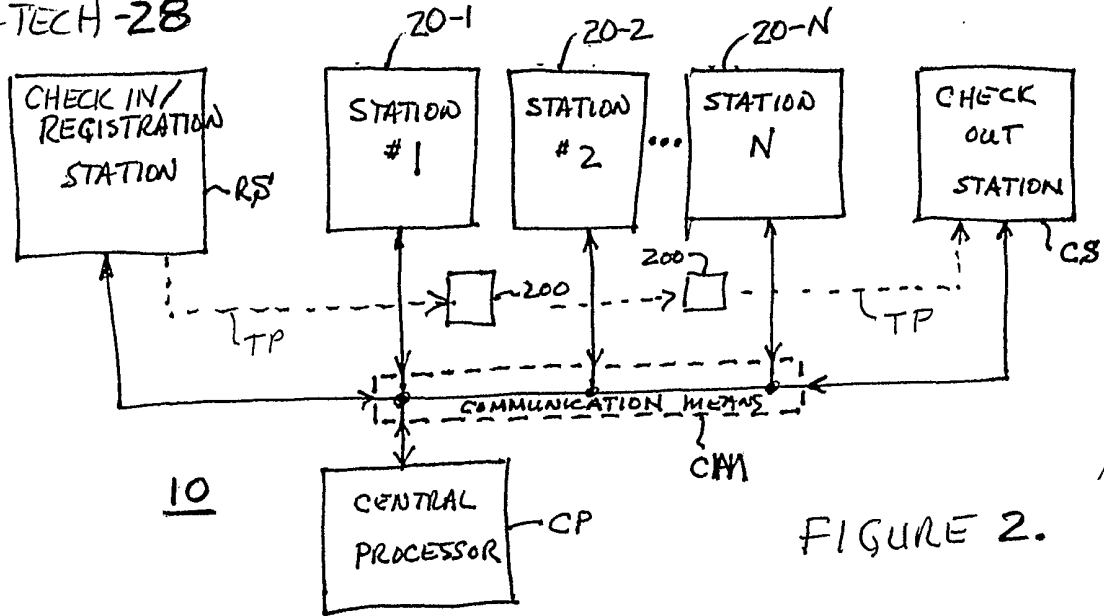 -TECH-28
20-1
20-2
20-N
CHECK IN/
REGISTRATION
STATION
RS
STATION
#1
STATION
#2
...
STATION
N
CHECK
OUT
STATION
CS
200
200
TP
TP
COMMUNICATION MEANS
CM
10
CENTRAL
PROCESSOR
CP
FIGURE 2.